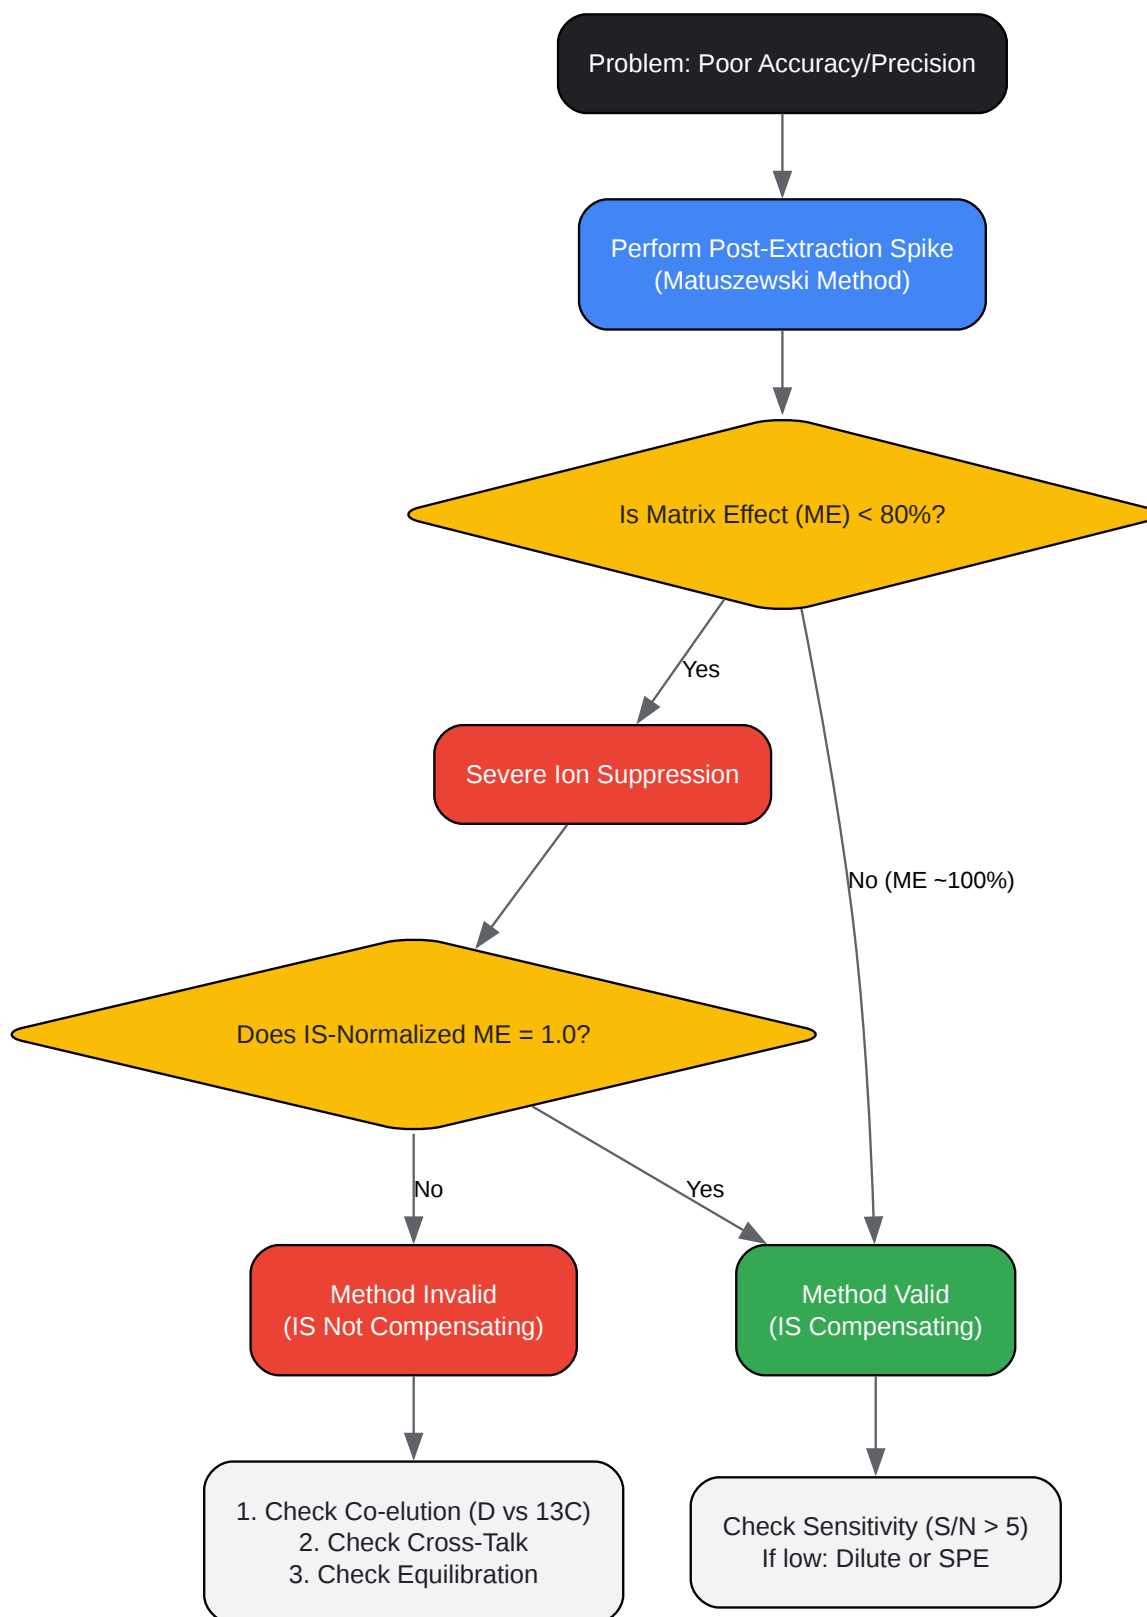 Problem: Poor Accuracy/Precision
Perform Post-Extraction Spike
(Matuszewski Method)
Is Matrix Effect (ME) < 80%?
Yes
Severe Ion Suppression
No (ME ~100%)
Does IS-Normalized ME = 1.0?
No
Yes
Method Invalid
(IS Not Compensating)
Method Valid
(IS Compensating)
1. Check Co-elution (D vs 13C)
2. Check Cross-Talk
3. Check Equilibration
Check Sensitivity (S/N > 5)
If low: Dilute or SPE